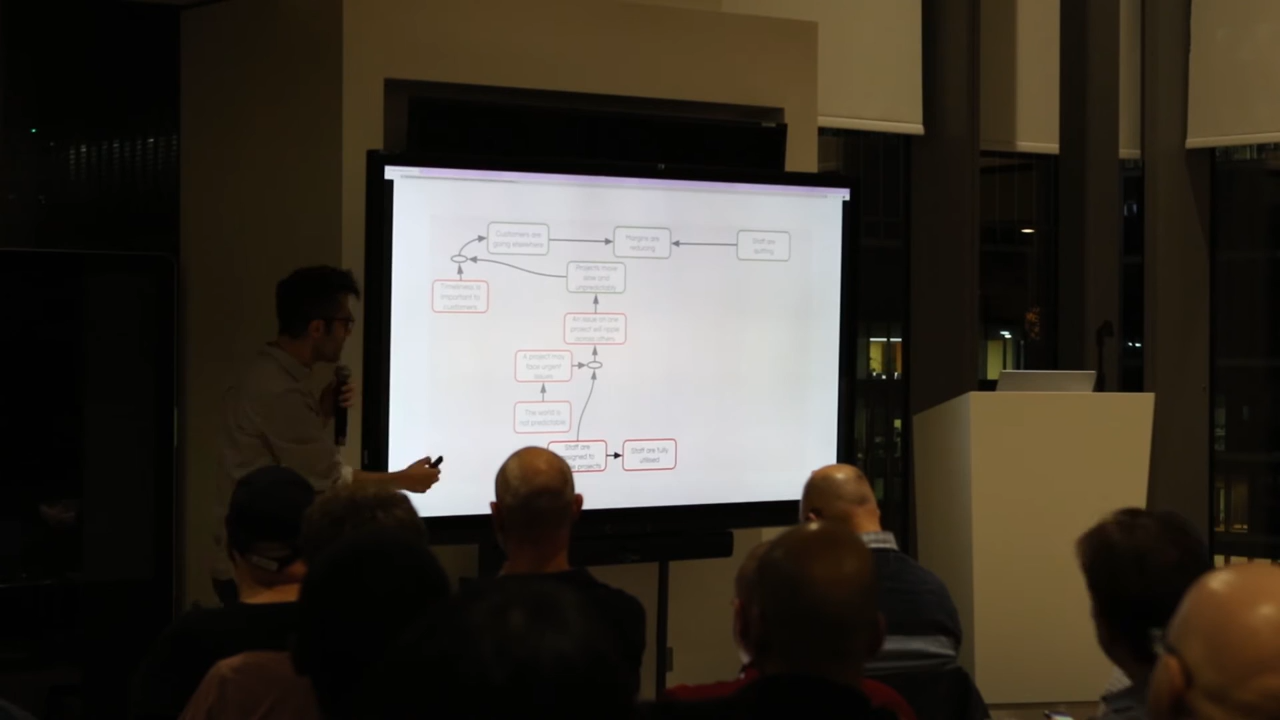 Customers are
going elsewhere
Margins are
reducing
Staff are
quitting
Projects move
slow and
unpredictably
Timeliness is
important to
customers
An issue on one
project will ripple
across others
A project may
face urgent
issues
The world is
not predictable
Staff are
projects
Staff are fully
utilised